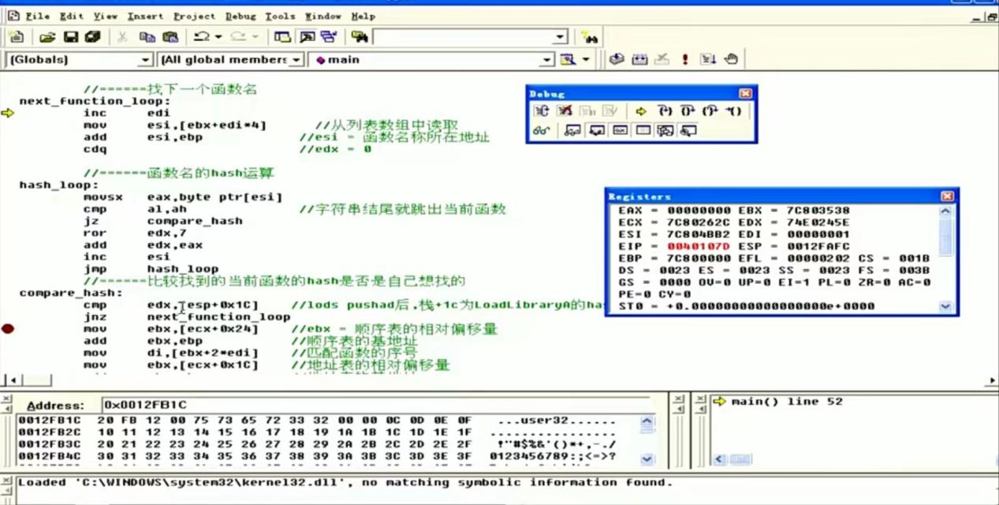 File Edit View Insert Project Debug Tools Window Help
(Globals) (All global members main
//------找下一个函数名
next_function_loop:
inc edi
mov esi,[ebx+edi*4] //从列表数组中读取
add esi,ebp //esi = 函数名称所在地址
cdq //edx = 0
//------函数名的hash运算
hash_loop:
movsx eax,byte ptr[esi]
cmp al,ah //字符串结尾就跳出当前函数
jz compare_hash
ror edx,7
add edx,eax
inc esi
jmp hash_loop
//------比较找到的当前函数的hash是否是自己想找的
compare_hash:
cmp edx,[esp+0x1C] //lods pushad后,栈+1c为LoadLibraryA的has
jnz next_function_loop
mov ebx,[ecx+0x24] //ebx = 顺序表的相对偏移量
add ebx,ebp //顺序表的基地址
mov di,[ebx+2*edi] //匹配函数的序号
mov ebx,[ecx+0x1C] //地址表的相对偏移量
Debug
Registers
EAX = 00000000 EBX = 7C803538
ECX = 7C80262C EDX = 74E0245E
ESI = 7C804BB2 EDI = 00000001
EIP = 0040107D ESP = 0012FAFC
EBP = 7C800000 EFL = 00000202 CS = 001B
DS = 0023 ES = 0023 SS = 0023 FS = 003B
GS = 0000 OV=0 UP=0 EI=1 PL=0 ZR=0 AC=0
PE=0 CY=0
ST0 = +0.0000000000000000e+0000
Address: 0x0012FB1C
0012FB1C 20 FB 12 00 75 73 65 72 33 32 00 00 0C 0D 0E 0F ...user32......
0012FB2C 10 11 12 13 14 15 16 17 18 19 1A 1B 1C 1D 1E 1F ................
0012FB3C 20 21 22 23 24 25 26 27 28 29 2A 2B 2C 2D 2E 2F !"#$%&'()*+,-./
0012FB4C 30 31 32 33 34 35 36 37 38 39 3A 3B 3C 3D 3E 3F 0123456789:;<=>?
main() line 52
Loaded 'C:\WINDOWS\system32\kernel32.dll', no matching symbolic information found.